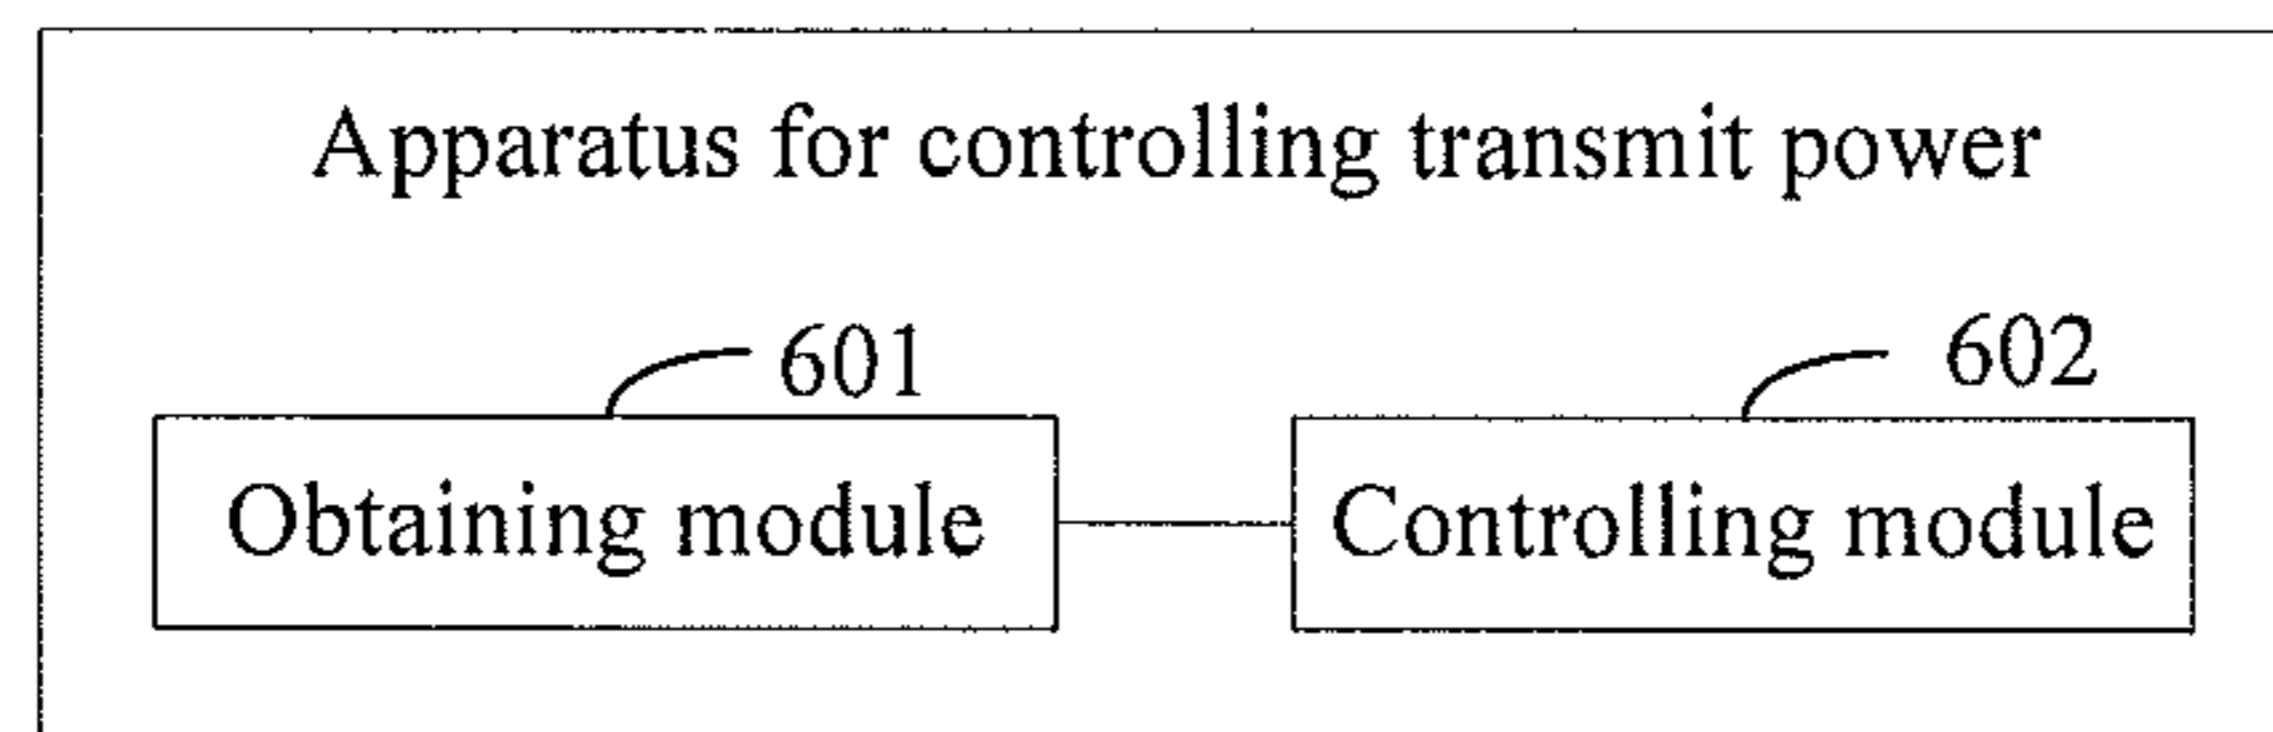 Apparatus for controlling transmit power
601
602
Obtaining module
Controlling module